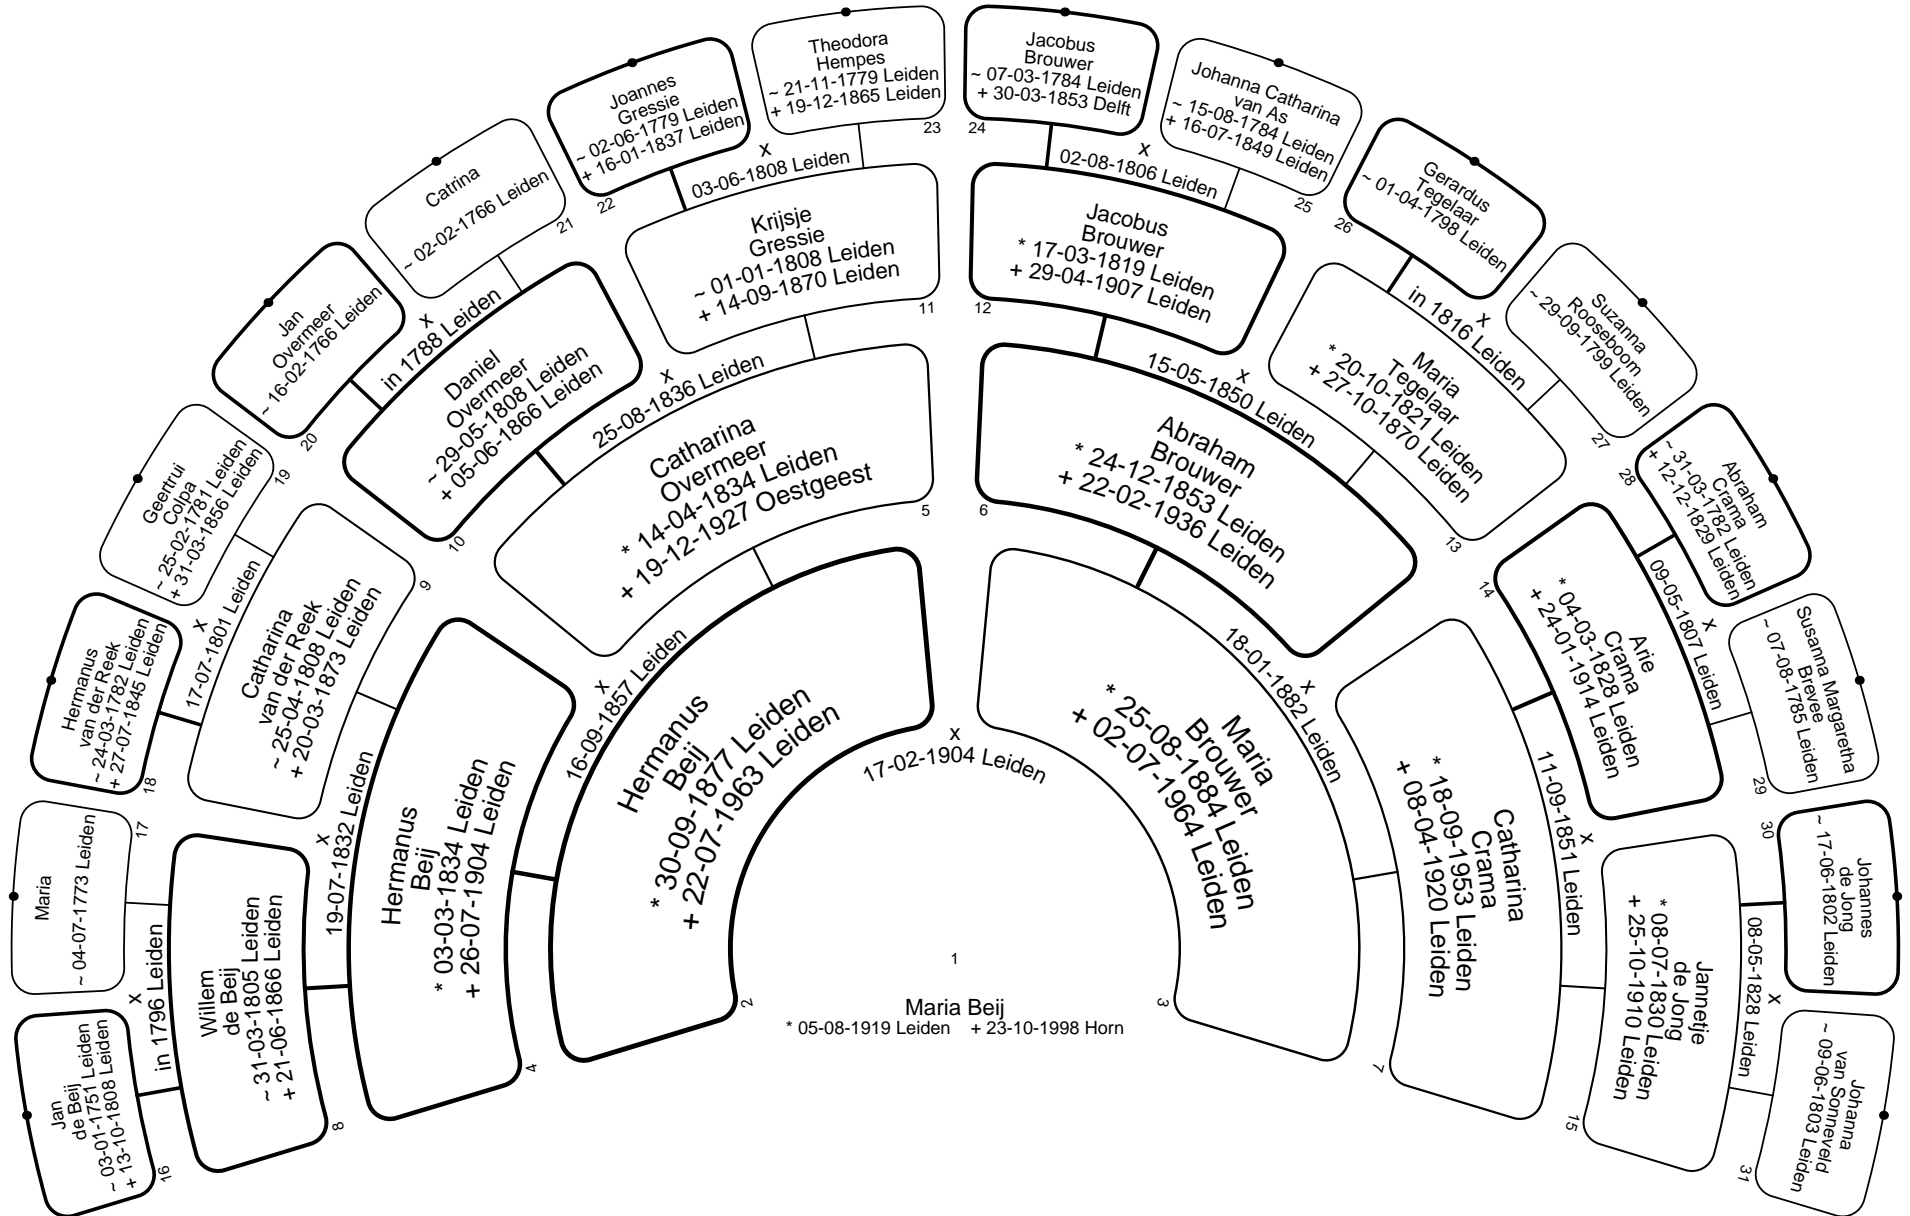 1
Maria Beij
* 05-08-1919 Leiden + 23-10-1998 Horn
Hermanus
Beij
* 30-09-1877 Leiden
+ 22-07-1963 Leiden
2
x
17-02-1904 Leiden
Maria
Brouwer
* 25-08-1884 Leiden
+ 02-07-1964 Leiden
3
Hermanus
Beij
* 03-03-1834 Leiden
+ 26-07-1904 Leiden
4
x
16-09-1857 Leiden
Catharina
Overmeer
* 14-04-1834 Leiden
+ 19-12-1927 Oestgeest
5
Abraham
Brouwer
* 24-12-1853 Leiden
+ 22-02-1936 Leiden
6
x
18-01-1882 Leiden
Catharina
Crama
* 18-09-1953 Leiden
+ 08-04-1920 Leiden
7
Willem
de Beij
~ 31-03-1805 Leiden
+ 21-06-1866 Leiden
8
x
19-07-1832 Leiden
Catharina
van der Reek
~ 25-04-1808 Leiden
+ 20-03-1873 Leiden
9
Daniel
Overmeer
~ 29-05-1808 Leiden
+ 05-06-1866 Leiden
10
x
25-08-1836 Leiden
Krijsje
Gressie
~ 01-01-1808 Leiden
+ 14-09-1870 Leiden
11
Jacobus
Brouwer
* 17-03-1819 Leiden
+ 29-04-1907 Leiden
12
x
15-05-1850 Leiden
Maria
Tegelaar
* 20-10-1821 Leiden
+ 27-10-1870 Leiden
13
Arie
Crama
* 04-03-1828 Leiden
+ 24-01-1914 Leiden
14
x
11-09-1851 Leiden
Jannetje
de Jong
* 08-07-1830 Leiden
+ 25-10-1910 Leiden
15
Jan
de Beij
~ 03-01-1751 Leiden
+ 13-10-1808 Leiden
16
x
in 1796 Leiden
Maria
~ 04-07-1773 Leiden
17
Hermanus
van der Reek
~ 24-03-1782 Leiden
+ 27-07-1845 Leiden
18
x
17-07-1801 Leiden
Geertrui
Colpa
~ 25-02-1781 Leiden
+ 31-03-1856 Leiden
19
Jan
Overmeer
~ 16-02-1766 Leiden
20
x
in 1788 Leiden
Catrina
~ 02-02-1766 Leiden
21
Joannes
Gressie
~ 02-06-1779 Leiden
+ 16-01-1837 Leiden
22
x
03-06-1808 Leiden
Theodora
Hempes
~ 21-11-1779 Leiden
+ 19-12-1865 Leiden
23
Jacobus
Brouwer
~ 07-03-1784 Leiden
+ 30-03-1853 Delft
24
x
02-08-1806 Leiden
Johanna Catharina
van As
~ 15-08-1784 Leiden
+ 16-07-1849 Leiden
25
Gerardus
Tegelaar
~ 01-04-1798 Leiden
26
x
in 1816 Leiden
Suzanna
Rooseboom
~ 29-09-1799 Leiden
27
Abraham
Crama
~ 31-03-1782 Leiden
+ 12-12-1829 Leiden
28
x
09-05-1807 Leiden
Susanna Margaretha
Brevee
~ 07-08-1785 Leiden
29
Johannes
de Jong
~ 17-06-1802 Leiden
30
x
08-05-1828 Leiden
Johanna
van Sonneveld
~ 09-06-1803 Leiden
31